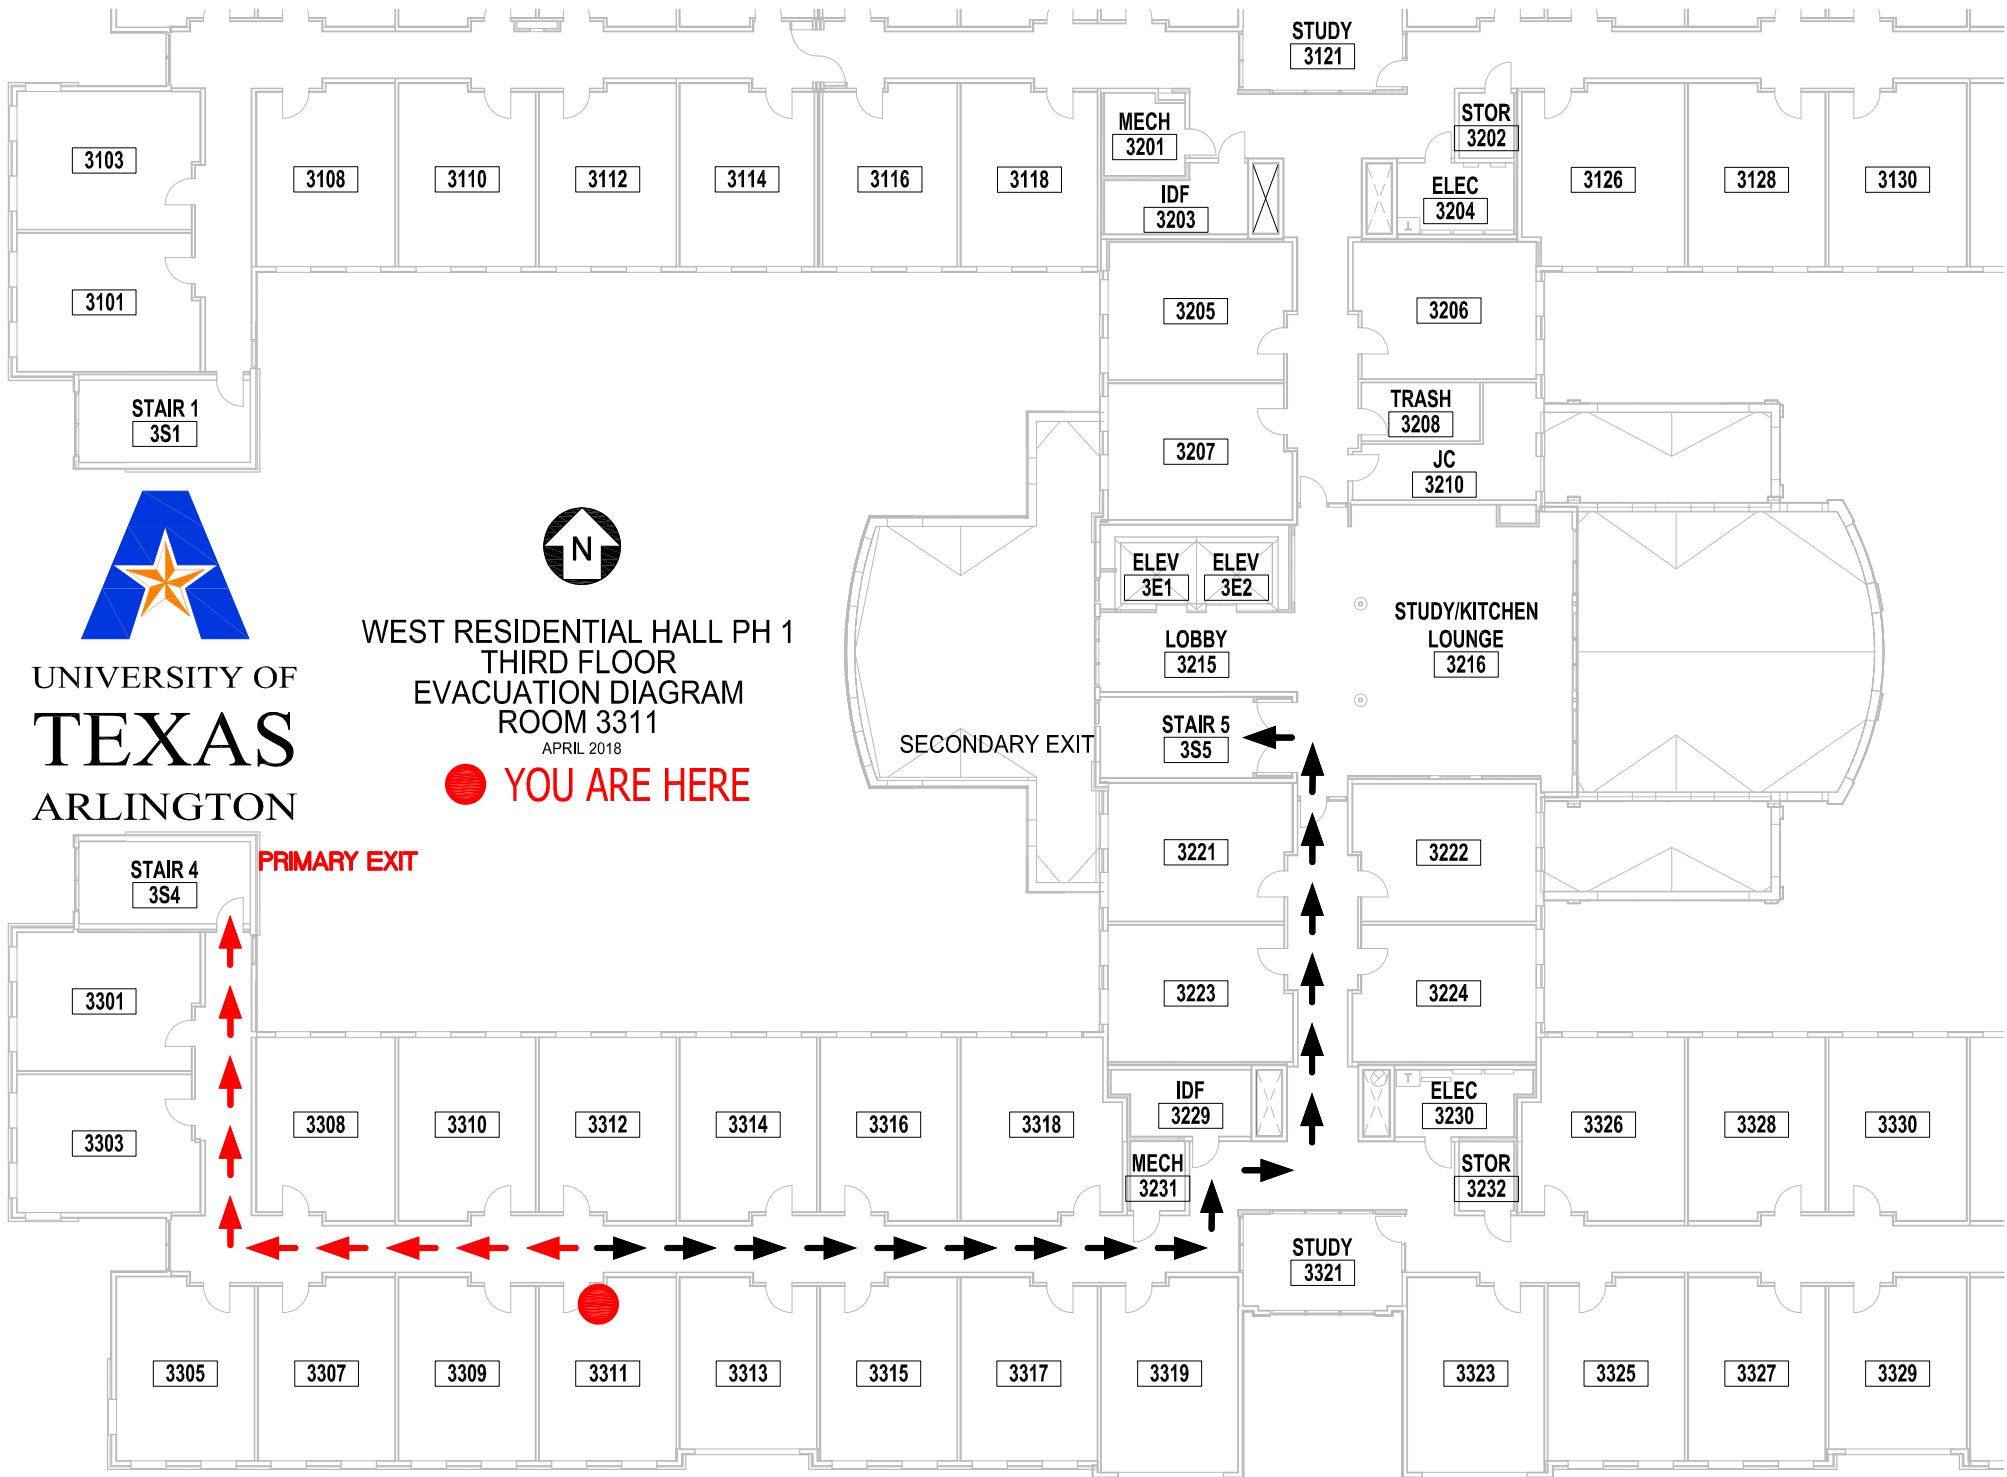 STUDY
3121
MECH
3201
STOR
3202
3103
3108
3110
3112
3114
3116
3118
IDF
3203
ELEC
3204
T
3126
3128
3130
3101
3205
3206
STAIR 1
3S1
TRASH
3208
3207
JC
3210
N
ELEV
3E1
ELEV
3E2
WEST RESIDENTIAL HALL PH 1
THIRD FLOOR
EVACUATION DIAGRAM
ROOM 3311
APRIL 2018
YOU ARE HERE
UNIVERSITY OF
TEXAS
ARLINGTON
LOBBY
3215
STUDY/KITCHEN
LOUNGE
3216
SECONDARY EXIT
STAIR 5
3S5
PRIMARY EXIT
STAIR 4
3S4
3221
3222
3301
3223
3224
3303
3308
3310
3312
3314
3316
3318
IDF
3229
T
ELEC
3230
3326
3328
3330
MECH
3231
STOR
3232
STUDY
3321
3305
3307
3309
3311
3313
3315
3317
3319
3323
3325
3327
3329